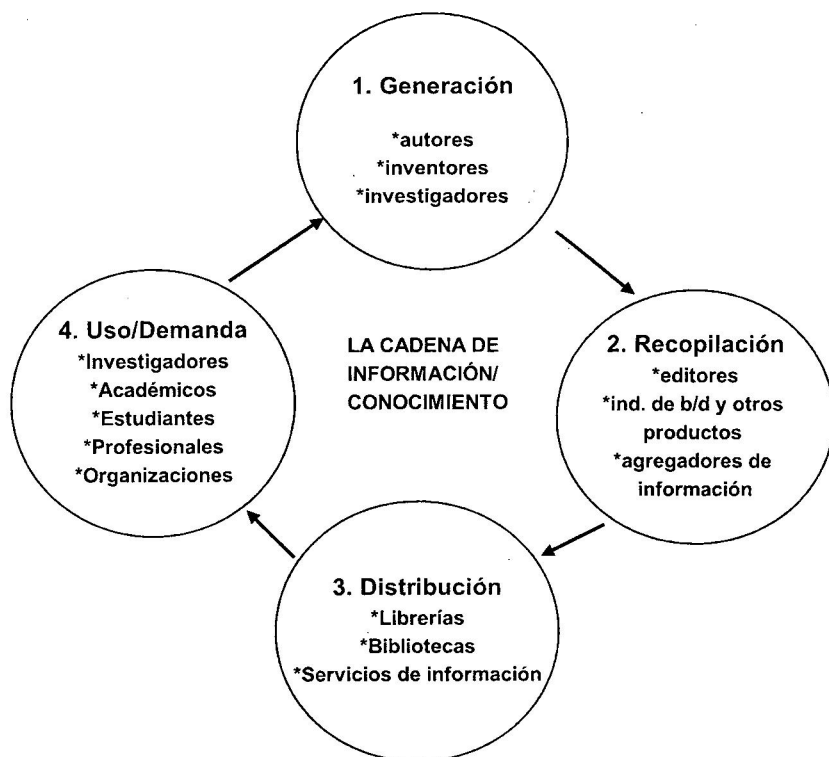 1. Generación
*autores
*inventores
*investigadores
2. Recopilación
*editores
*ind. de b/d y otros
productos
*agregadores de
información
3. Distribución
*Librerías
*Bibliotecas
*Servicios de información
4. Uso/Demanda
*Investigadores
*Académicos
*Estudiantes
*Profesionales
*Organizaciones
LA CADENA DE
INFORMACIÓN/
CONOCIMIENTO